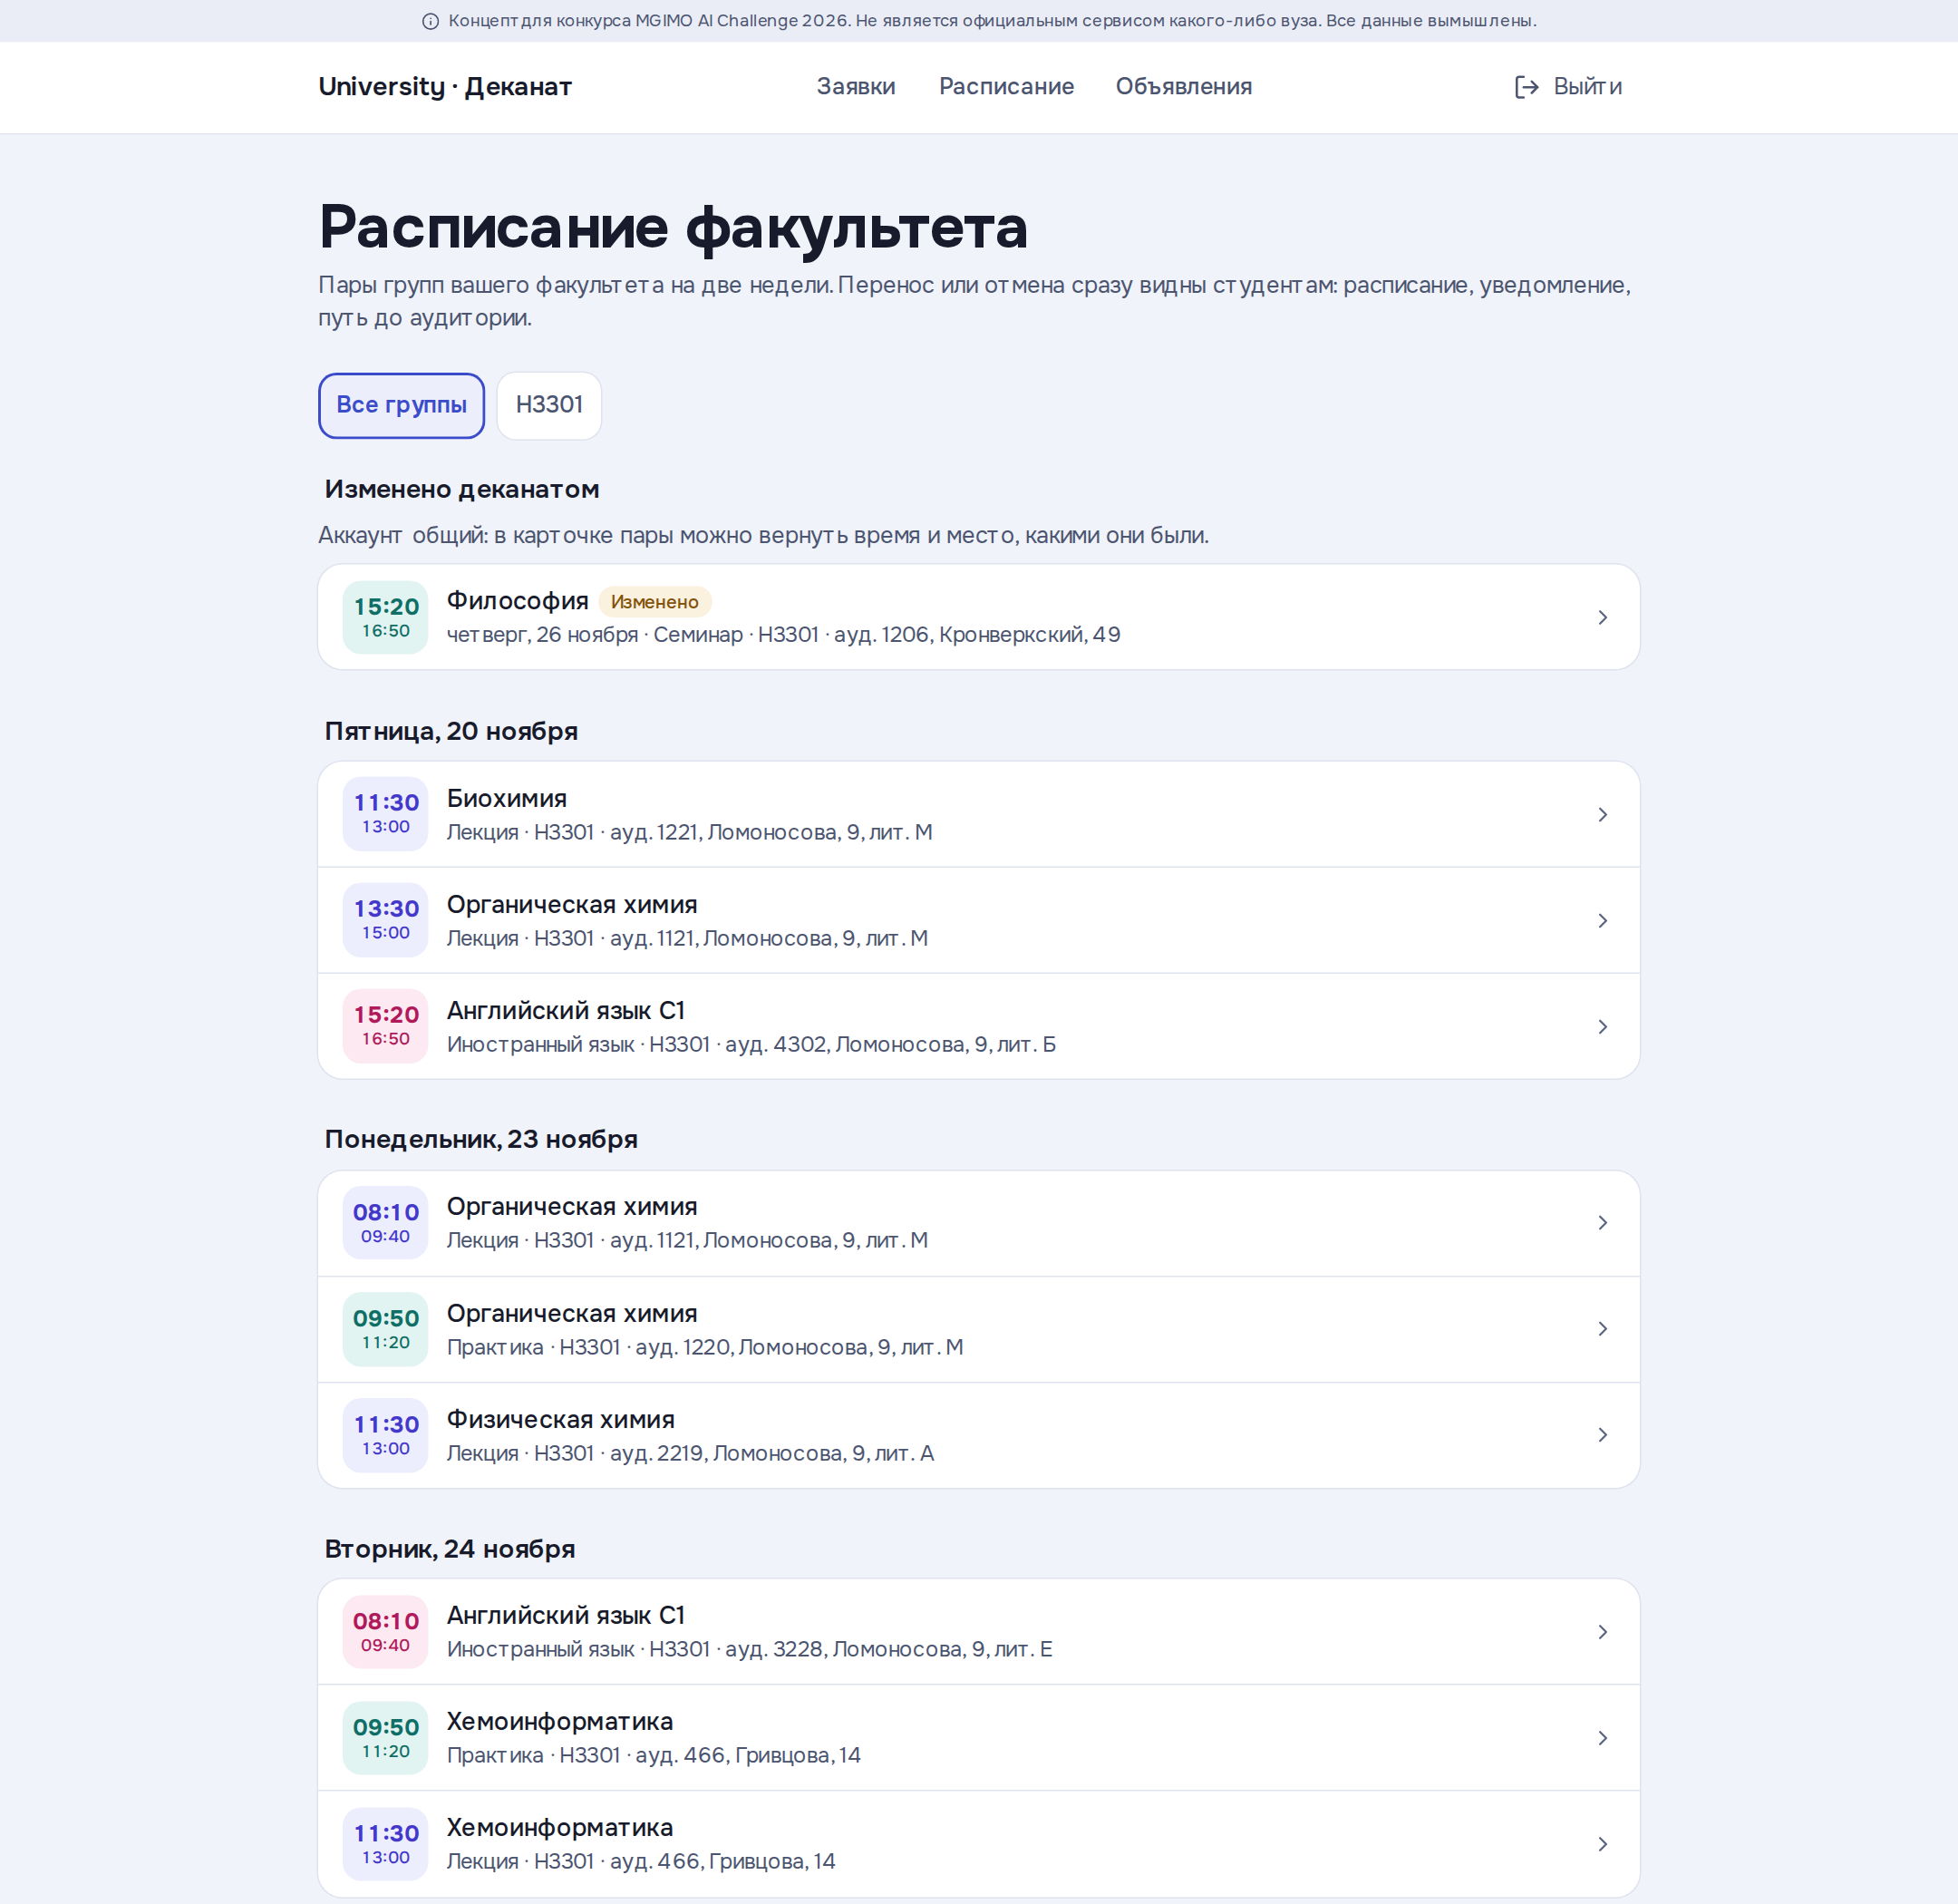 Концепт для конкурса MGIMO AI Challenge 2026. Не является официальным сервисом какого-либо вуза. Все данные вымышлены.
University · Деканат
Заявки
Расписание
Объявления
Выйти
Расписание факультета
Пары групп вашего факультета на две недели. Перенос или отмена сразу видны студентам: расписание, уведомление,
путь до аудитории.
Все группы
Н3301
Изменено деканатом
Аккаунт общий: в карточке пары можно вернуть время и место, какими они были.
15:20
16:50
Философия
Изменено
четверг, 26 ноября · Семинар · Н3301 · ауд. 1206, Кронверкский, 49
Пятница, 20 ноября
11:30
13:00
Биохимия
Лекция · Н3301 · ауд. 1221, Ломоносова, 9, лит. М
13:30
15:00
Органическая химия
Лекция · Н3301 · ауд. 1121, Ломоносова, 9, лит. М
15:20
16:50
Английский язык С1
Иностранный язык · Н3301 · ауд. 4302, Ломоносова, 9, лит. Б
Понедельник, 23 ноября
08:10
09:40
Органическая химия
Лекция · Н3301 · ауд. 1121, Ломоносова, 9, лит. М
09:50
11:20
Органическая химия
Практика · Н3301 · ауд. 1220, Ломоносова, 9, лит. М
11:30
13:00
Физическая химия
Лекция · Н3301 · ауд. 2219, Ломоносова, 9, лит. А
Вторник, 24 ноября
08:10
09:40
Английский язык С1
Иностранный язык · Н3301 · ауд. 3228, Ломоносова, 9, лит. Е
09:50
11:20
Хемоинформатика
Практика · Н3301 · ауд. 466, Гривцова, 14
11:30
13:00
Хемоинформатика
Лекция · Н3301 · ауд. 466, Гривцова, 14